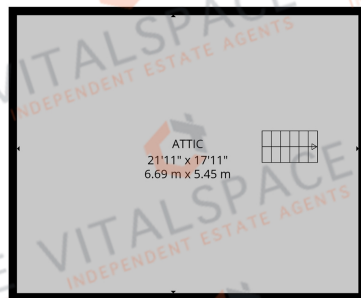 VITALSPACE
INDEPENDENT ESTATE AGENTS
ATTIC
21'11" x 17'11"
6.69 m x 5.45 m
VITALSPACE
INDEPENDENT ESTATE AGENTS